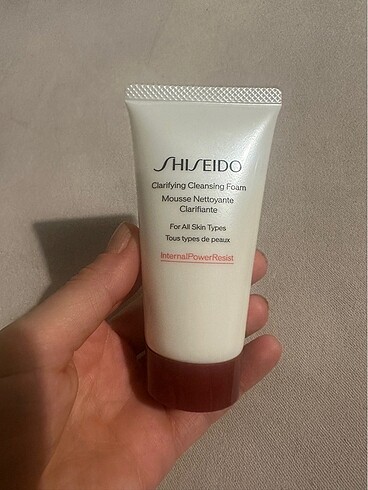 SHISEIDO
Clarifying Cleansing Foam
Mousse Nettoyante
Clarifiante
For All Skin Types
Tous types de peaux
InternalPowerResist